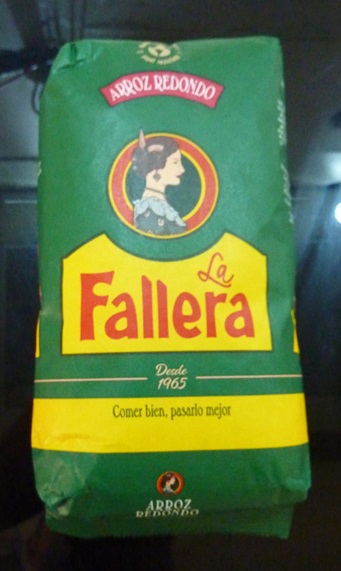 ARROZ REDONDO
La
Fallera
Desde
1965
Comer bien, pasarlo mejor
ARROZ
REDONDO